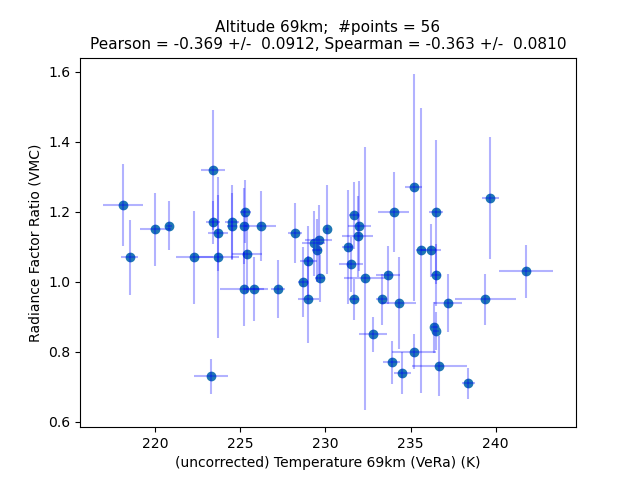 Altitude 69km;  #points = 56
Pearson = -0.369 +/-  0.0912, Spearman = -0.363 +/-  0.0810
1.6
1.4
1.2
1.0
0.8
0.6
Radiance Factor Ratio (VMC)
220 225 230 235 240
(uncorrected) Temperature 69km (VeRa) (K)